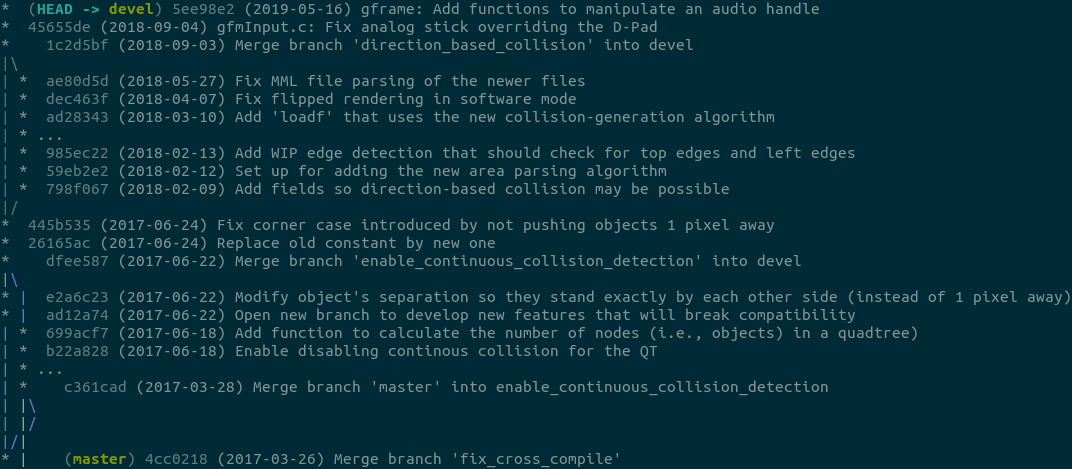 *  (HEAD -> devel) 5ee98e2 (2019-05-16) gframe: Add functions to manipulate an audio handle
*  45655de (2018-09-04) gfmInput.c: Fix analog stick overriding the D-Pad
*    1c2d5bf (2018-09-03) Merge branch 'direction_based_collision' into devel
|\
| *  ae80d5d (2018-05-27) Fix MML file parsing of the newer files
| *  dec463f (2018-04-07) Fix flipped rendering in software mode
| *  ad28343 (2018-03-10) Add 'loadf' that uses the new collision-generation algorithm
| * ...
| *  985ec22 (2018-02-13) Add WIP edge detection that should check for top edges and left edges
| *  59eb2e2 (2018-02-12) Set up for adding the new area parsing algorithm
| *  798f067 (2018-02-09) Add fields so direction-based collision may be possible
|/
*  445b535 (2017-06-24) Fix corner case introduced by not pushing objects 1 pixel away
*  26165ac (2017-06-24) Replace old constant by new one
*    dfee587 (2017-06-22) Merge branch 'enable_continuous_collision_detection' into devel
|\
* |  e2a6c23 (2017-06-22) Modify object's separation so they stand exactly by each other side (instead of 1 pixel away)
* |  ad12a74 (2017-06-22) Open new branch to develop new features that will break compatibility
| *  699acf7 (2017-06-18) Add function to calculate the number of nodes (i.e., objects) in a quadtree)
| *  b22a828 (2017-06-18) Enable disabling continous collision for the QT
| * ...
| *    c361cad (2017-03-28) Merge branch 'master' into enable_continuous_collision_detection
| |\
| |/
|/|
* |    (master) 4cc0218 (2017-03-26) Merge branch 'fix_cross_compile'